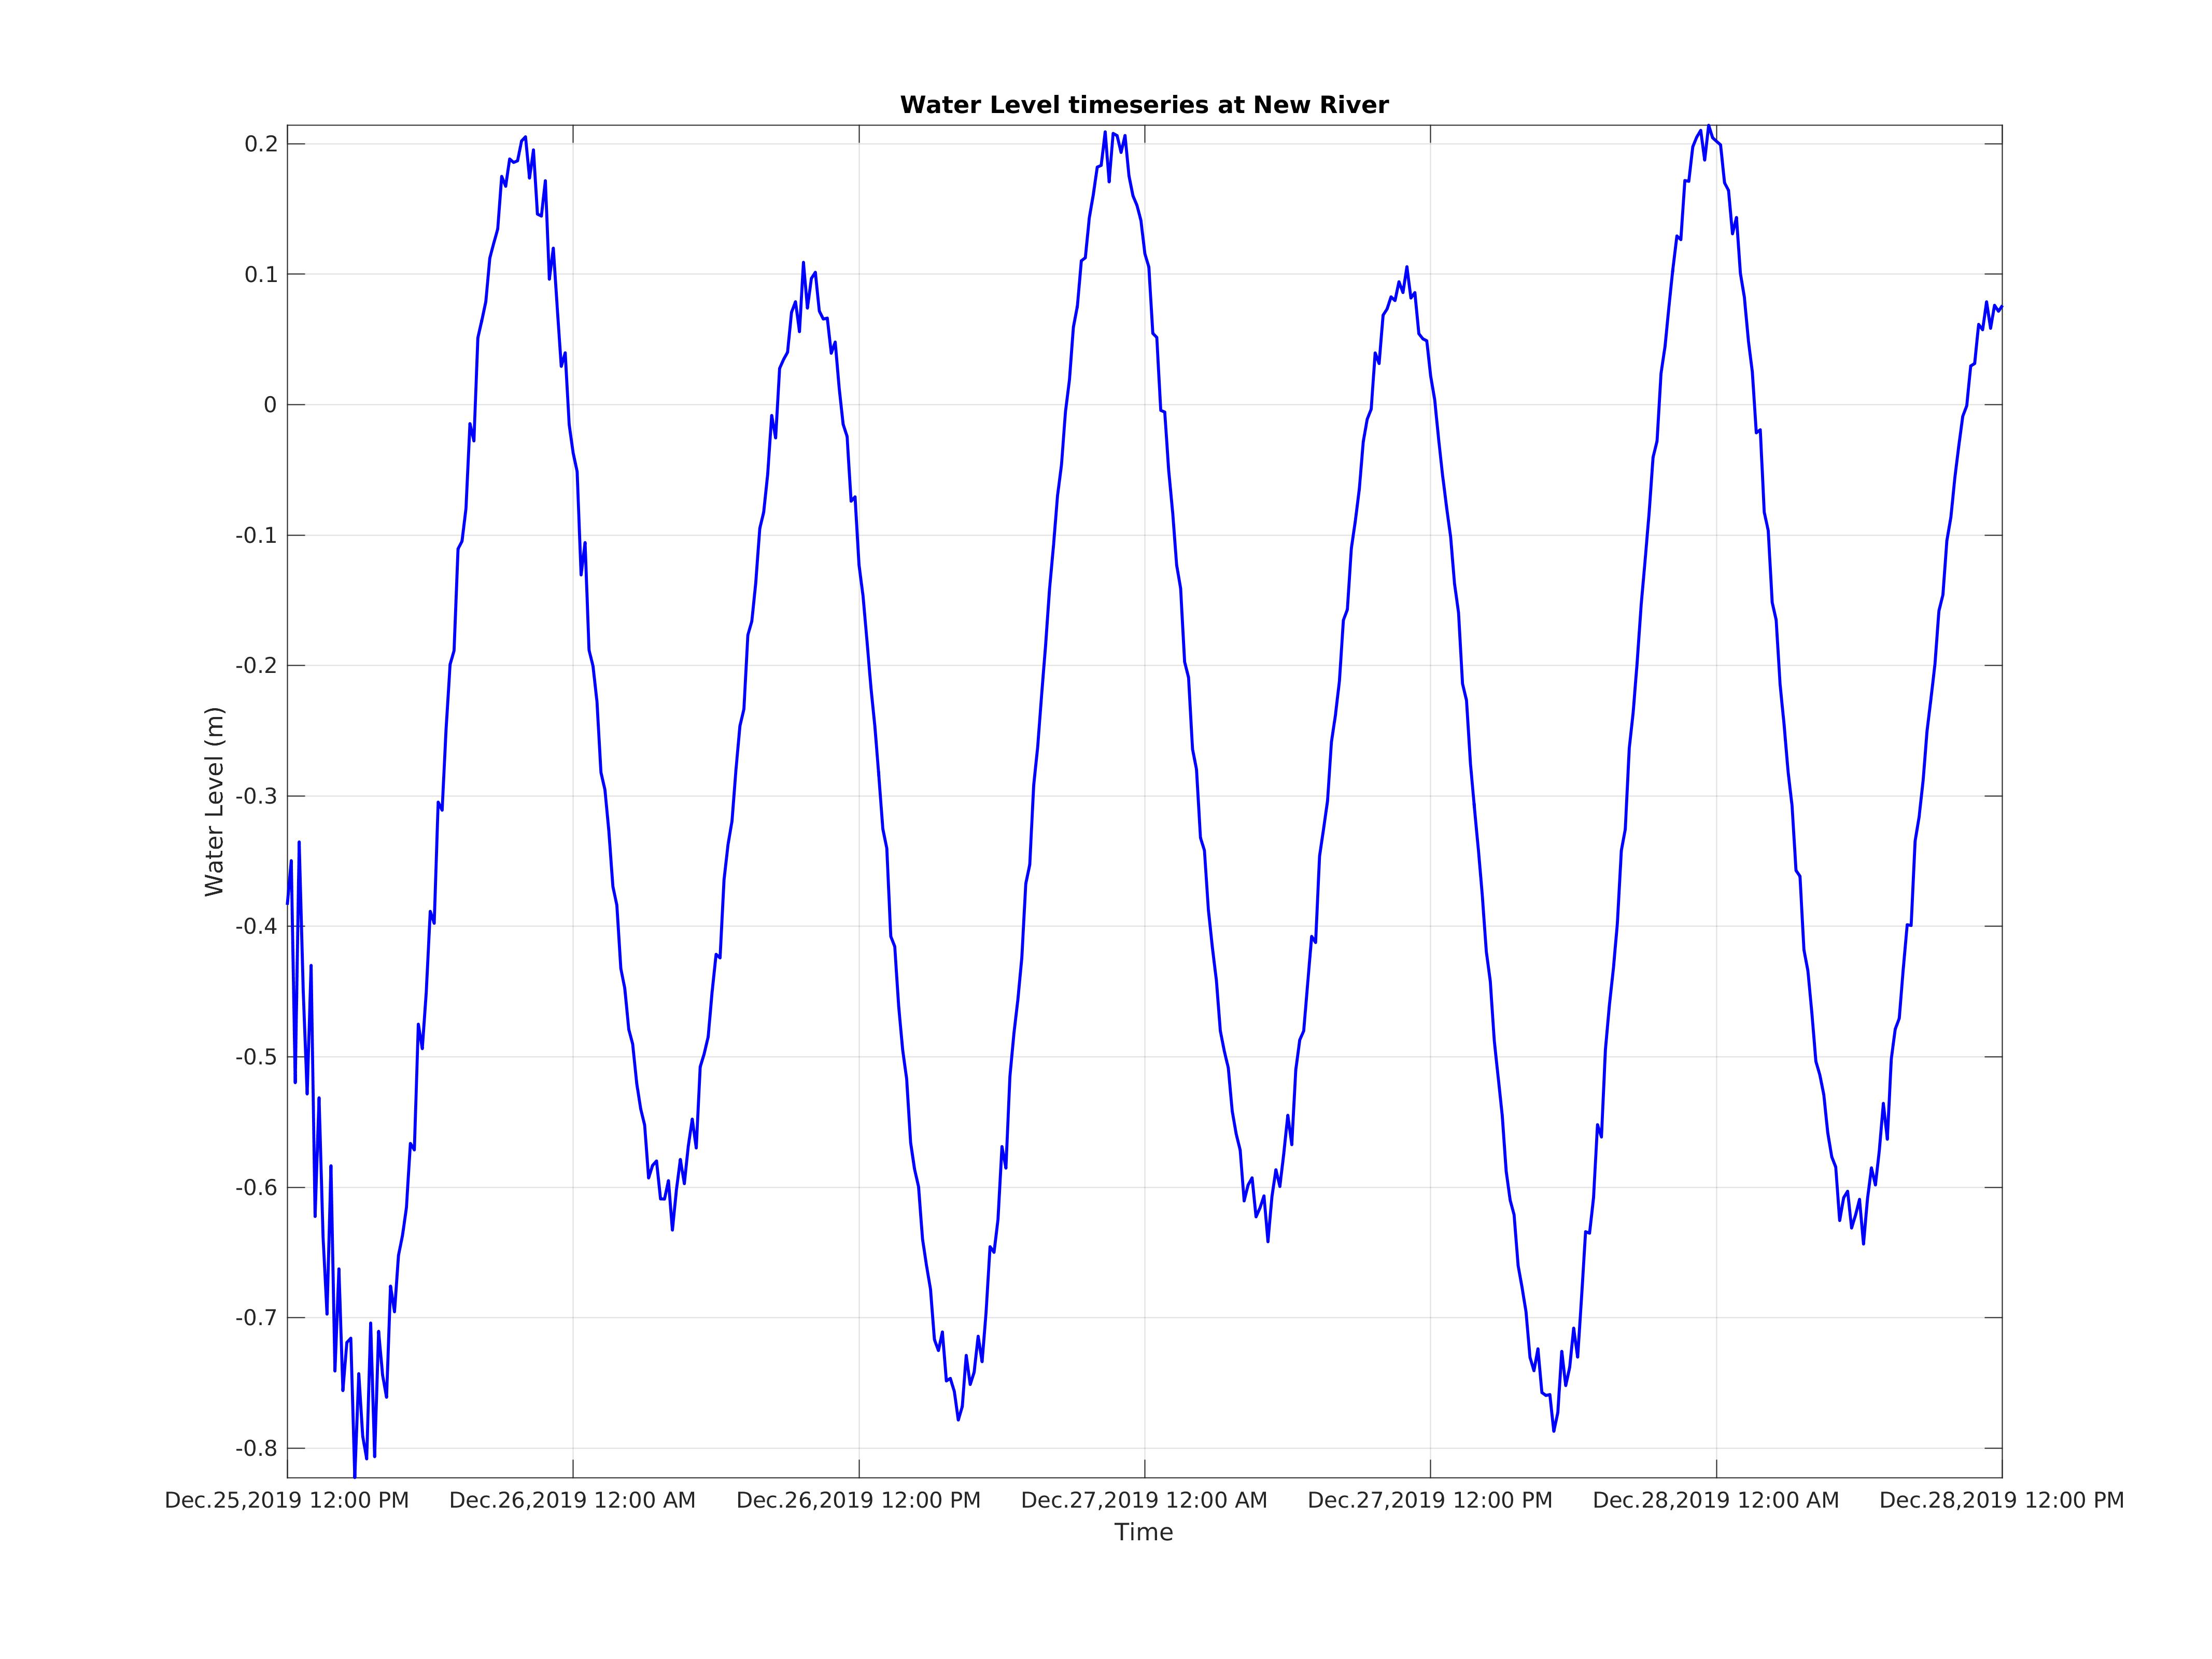 Water Level timeseries at New River
0.2
0.1
0
-0.1
-0.2
-0.3
-0.4
-0.5
-0.6
-0.7
-0.8
Water Level (m)
Dec.25,2019 12:00 PM Dec.26,2019 12:00 AM Dec.26,2019 12:00 PM Dec.27,2019 12:00 AM Dec.27,2019 12:00 PM Dec.28,2019 12:00 AM Dec.28,2019 12:00 PM
Time